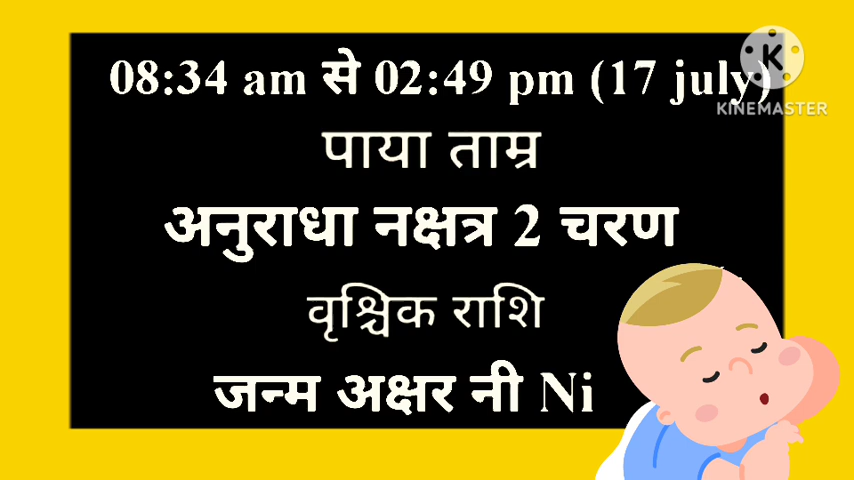 08:34 am से 02:49 pm (17 july)
KINEMASTER
पाया ताम्र
अनुराधा नक्षत्र 2 चरण
वृश्चिक राशि
जन्म अक्षर नी Ni